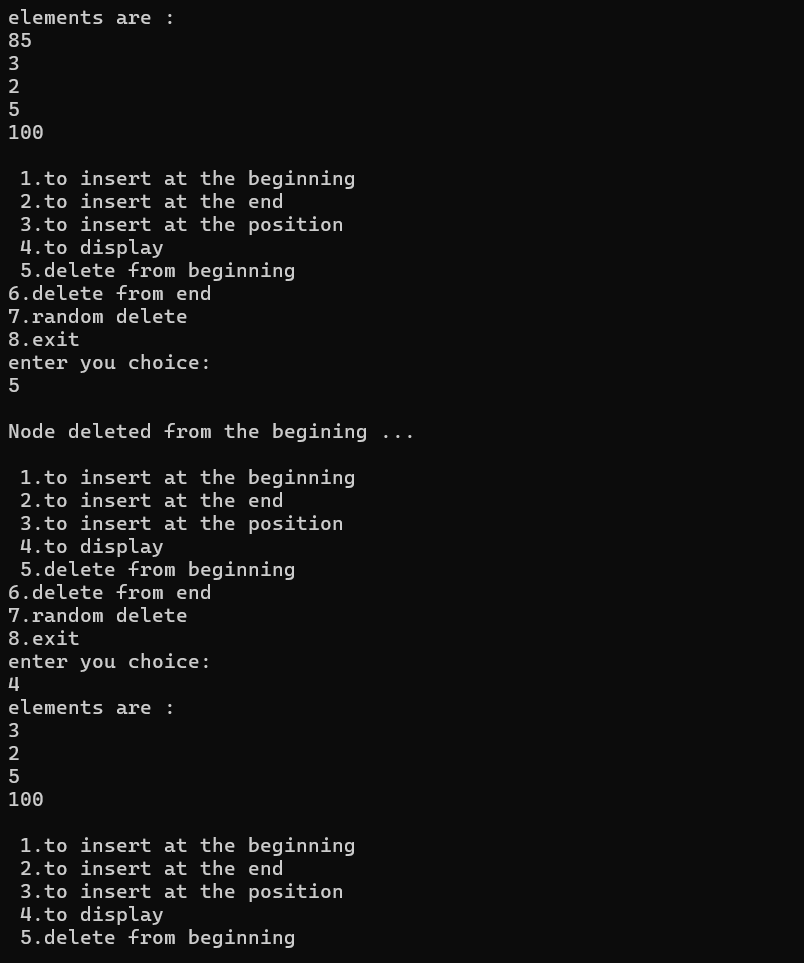 elements are :
85
3
2
5
100
1.to insert at the beginning
2.to insert at the end
3.to insert at the position
4.to display
5.delete from beginning
6.delete from end
7.random delete
8.exit
enter you choice:
5
Node deleted from the begining ...
1.to insert at the beginning
2.to insert at the end
3.to insert at the position
4.to display
5.delete from beginning
6.delete from end
7.random delete
8.exit
enter you choice:
4
elements are :
3
2
5
100
1.to insert at the beginning
2.to insert at the end
3.to insert at the position
4.to display
5.delete from beginning